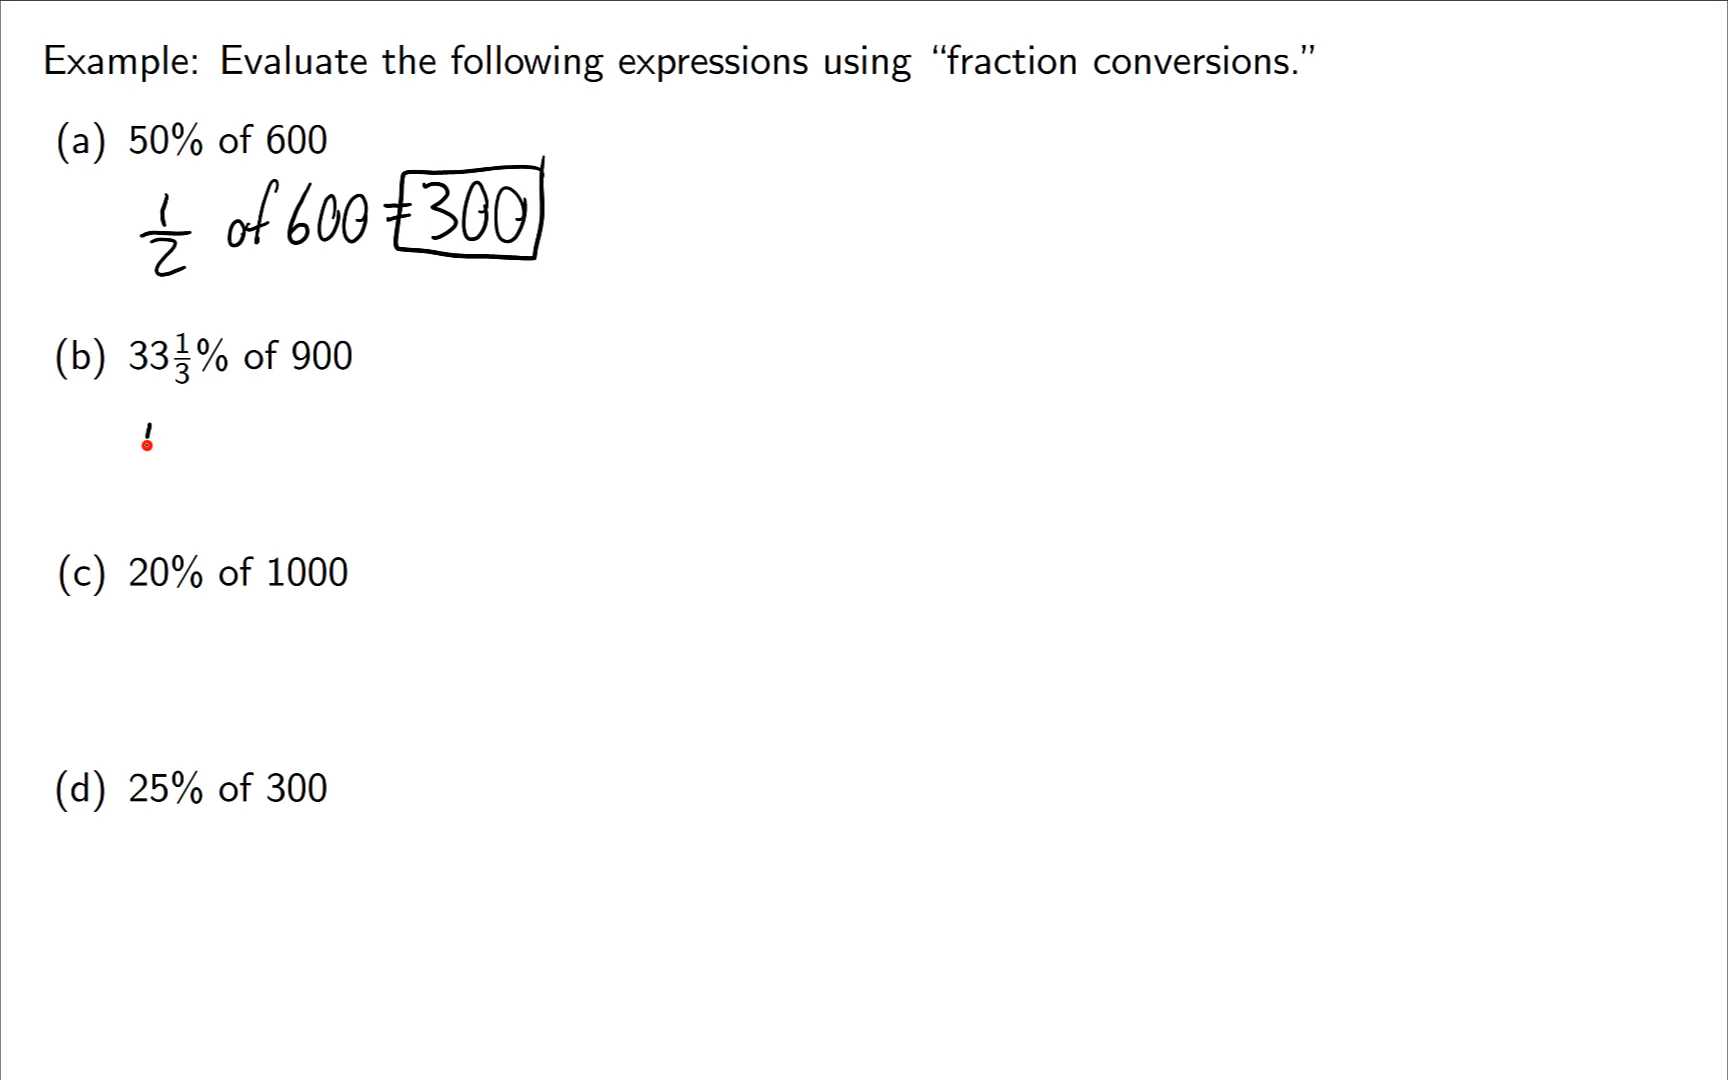 Example: Evaluate the following expressions using “fraction conversions.”
(a) 50% of 600
1/2 of 600 = 300
(b) 33 1/3% of 900
(c) 20% of 1000
(d) 25% of 300